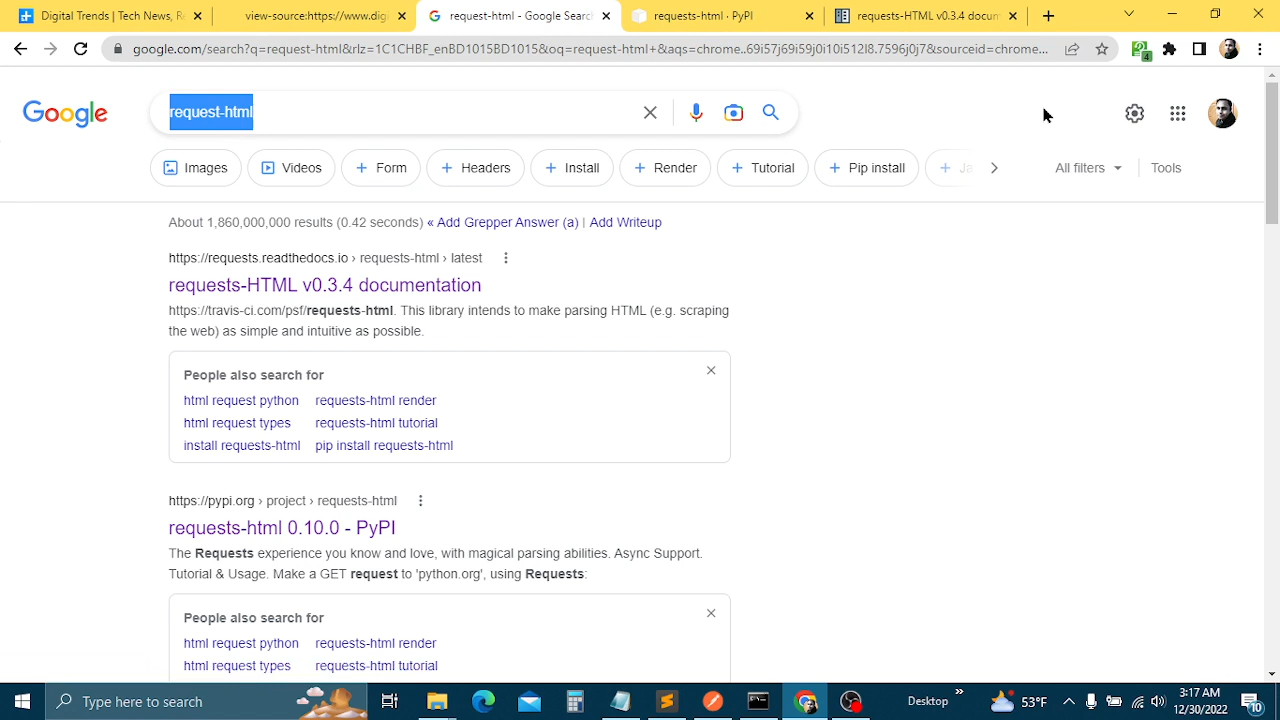 Digital Trends | Tech News, Re
view-source:https://www.digi
request-html - Google Searc
request-html · PyPI
requests-HTML v0.3.4 docum
google.com/search?q=request-html&rlz=1C1CHBF_enBD1015BD1015&oq=request-html+&aqs=chrome..69i57j69i59j0i10i512l8.7596j0j7&sourceid=chrome...
4
Google
request-html
Images
Videos
+ Form
+ Headers
+ Install
+ Render
+ Tutorial
+ Pip install
+ Ja
All filters
Tools
About 1,860,000,000 results (0.42 seconds) « Add Grepper Answer (a) | Add Writeup
https://requests.readthedocs.io › requests-html › latest
requests-HTML v0.3.4 documentation
https://travis-ci.com/psf/requests-html. This library intends to make parsing HTML (e.g. scraping
the web) as simple and intuitive as possible.
People also search for
html request python requests-html render
html request types requests-html tutorial
install requests-html pip install requests-html
https://pypi.org › project › requests-html
requests-html 0.10.0 - PyPI
The Requests experience you know and love, with magical parsing abilities. Async Support.
Tutorial & Usage. Make a GET request to 'python.org', using Requests:
People also search for
html request python requests-html render
html request types requests-html tutorial
Type here to search
Desktop
53°F
3:17 AM
12/30/2022
10